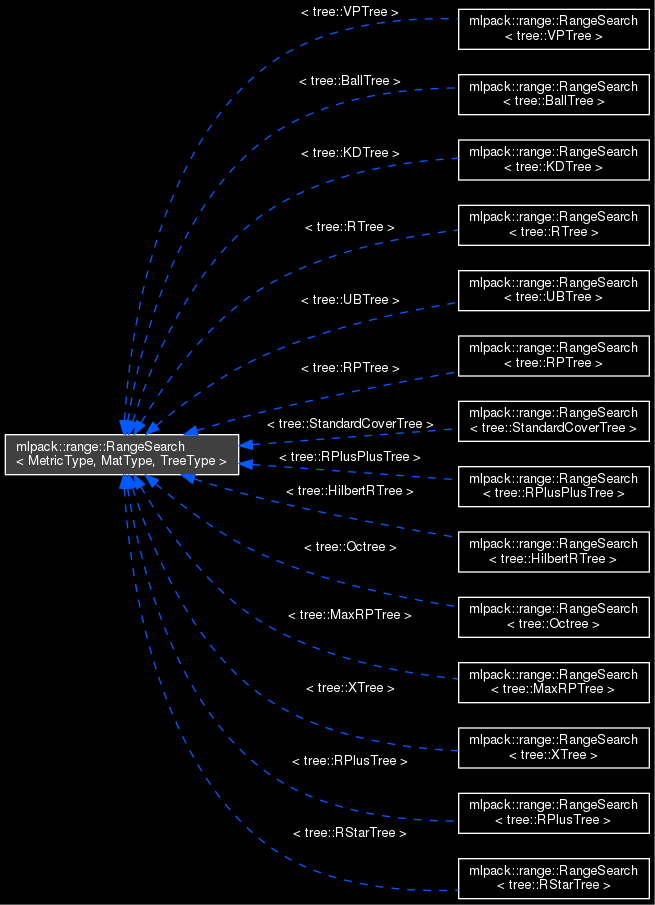 < tree::VPTree >
mlpack::range::RangeSearch
< tree::VPTree >
< tree::BallTree >
mlpack::range::RangeSearch
< tree::BallTree >
< tree::KDTree >
mlpack::range::RangeSearch
< tree::KDTree >
< tree::RTree >
mlpack::range::RangeSearch
< tree::RTree >
< tree::UBTree >
mlpack::range::RangeSearch
< tree::UBTree >
< tree::RPTree >
mlpack::range::RangeSearch
< tree::RPTree >
< tree::StandardCoverTree >
mlpack::range::RangeSearch
< tree::StandardCoverTree >
mlpack::range::RangeSearch
< MetricType, MatType, TreeType >
< tree::RPlusPlusTree >
mlpack::range::RangeSearch
< tree::RPlusPlusTree >
< tree::HilbertRTree >
mlpack::range::RangeSearch
< tree::HilbertRTree >
< tree::Octree >
mlpack::range::RangeSearch
< tree::Octree >
< tree::MaxRPTree >
mlpack::range::RangeSearch
< tree::MaxRPTree >
< tree::XTree >
mlpack::range::RangeSearch
< tree::XTree >
< tree::RPlusTree >
mlpack::range::RangeSearch
< tree::RPlusTree >
< tree::RStarTree >
mlpack::range::RangeSearch
< tree::RStarTree >